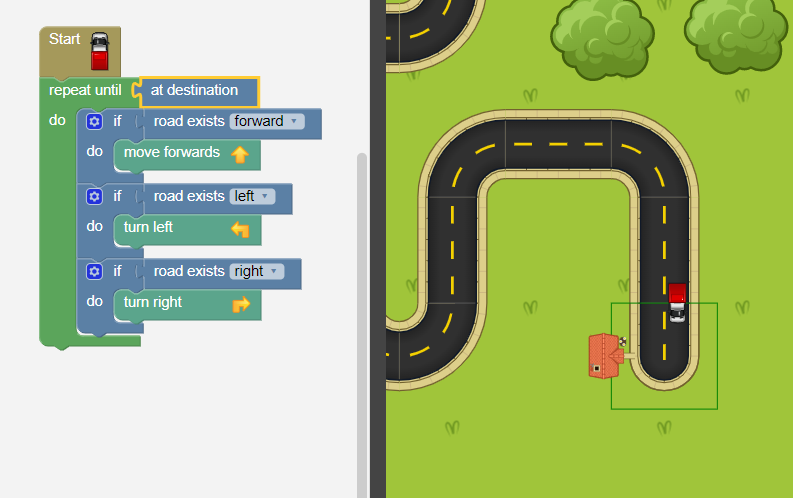 Start
repeat until at destination
do if road exists forward
do move forwards
if road exists left
do turn left
if road exists right
do turn right